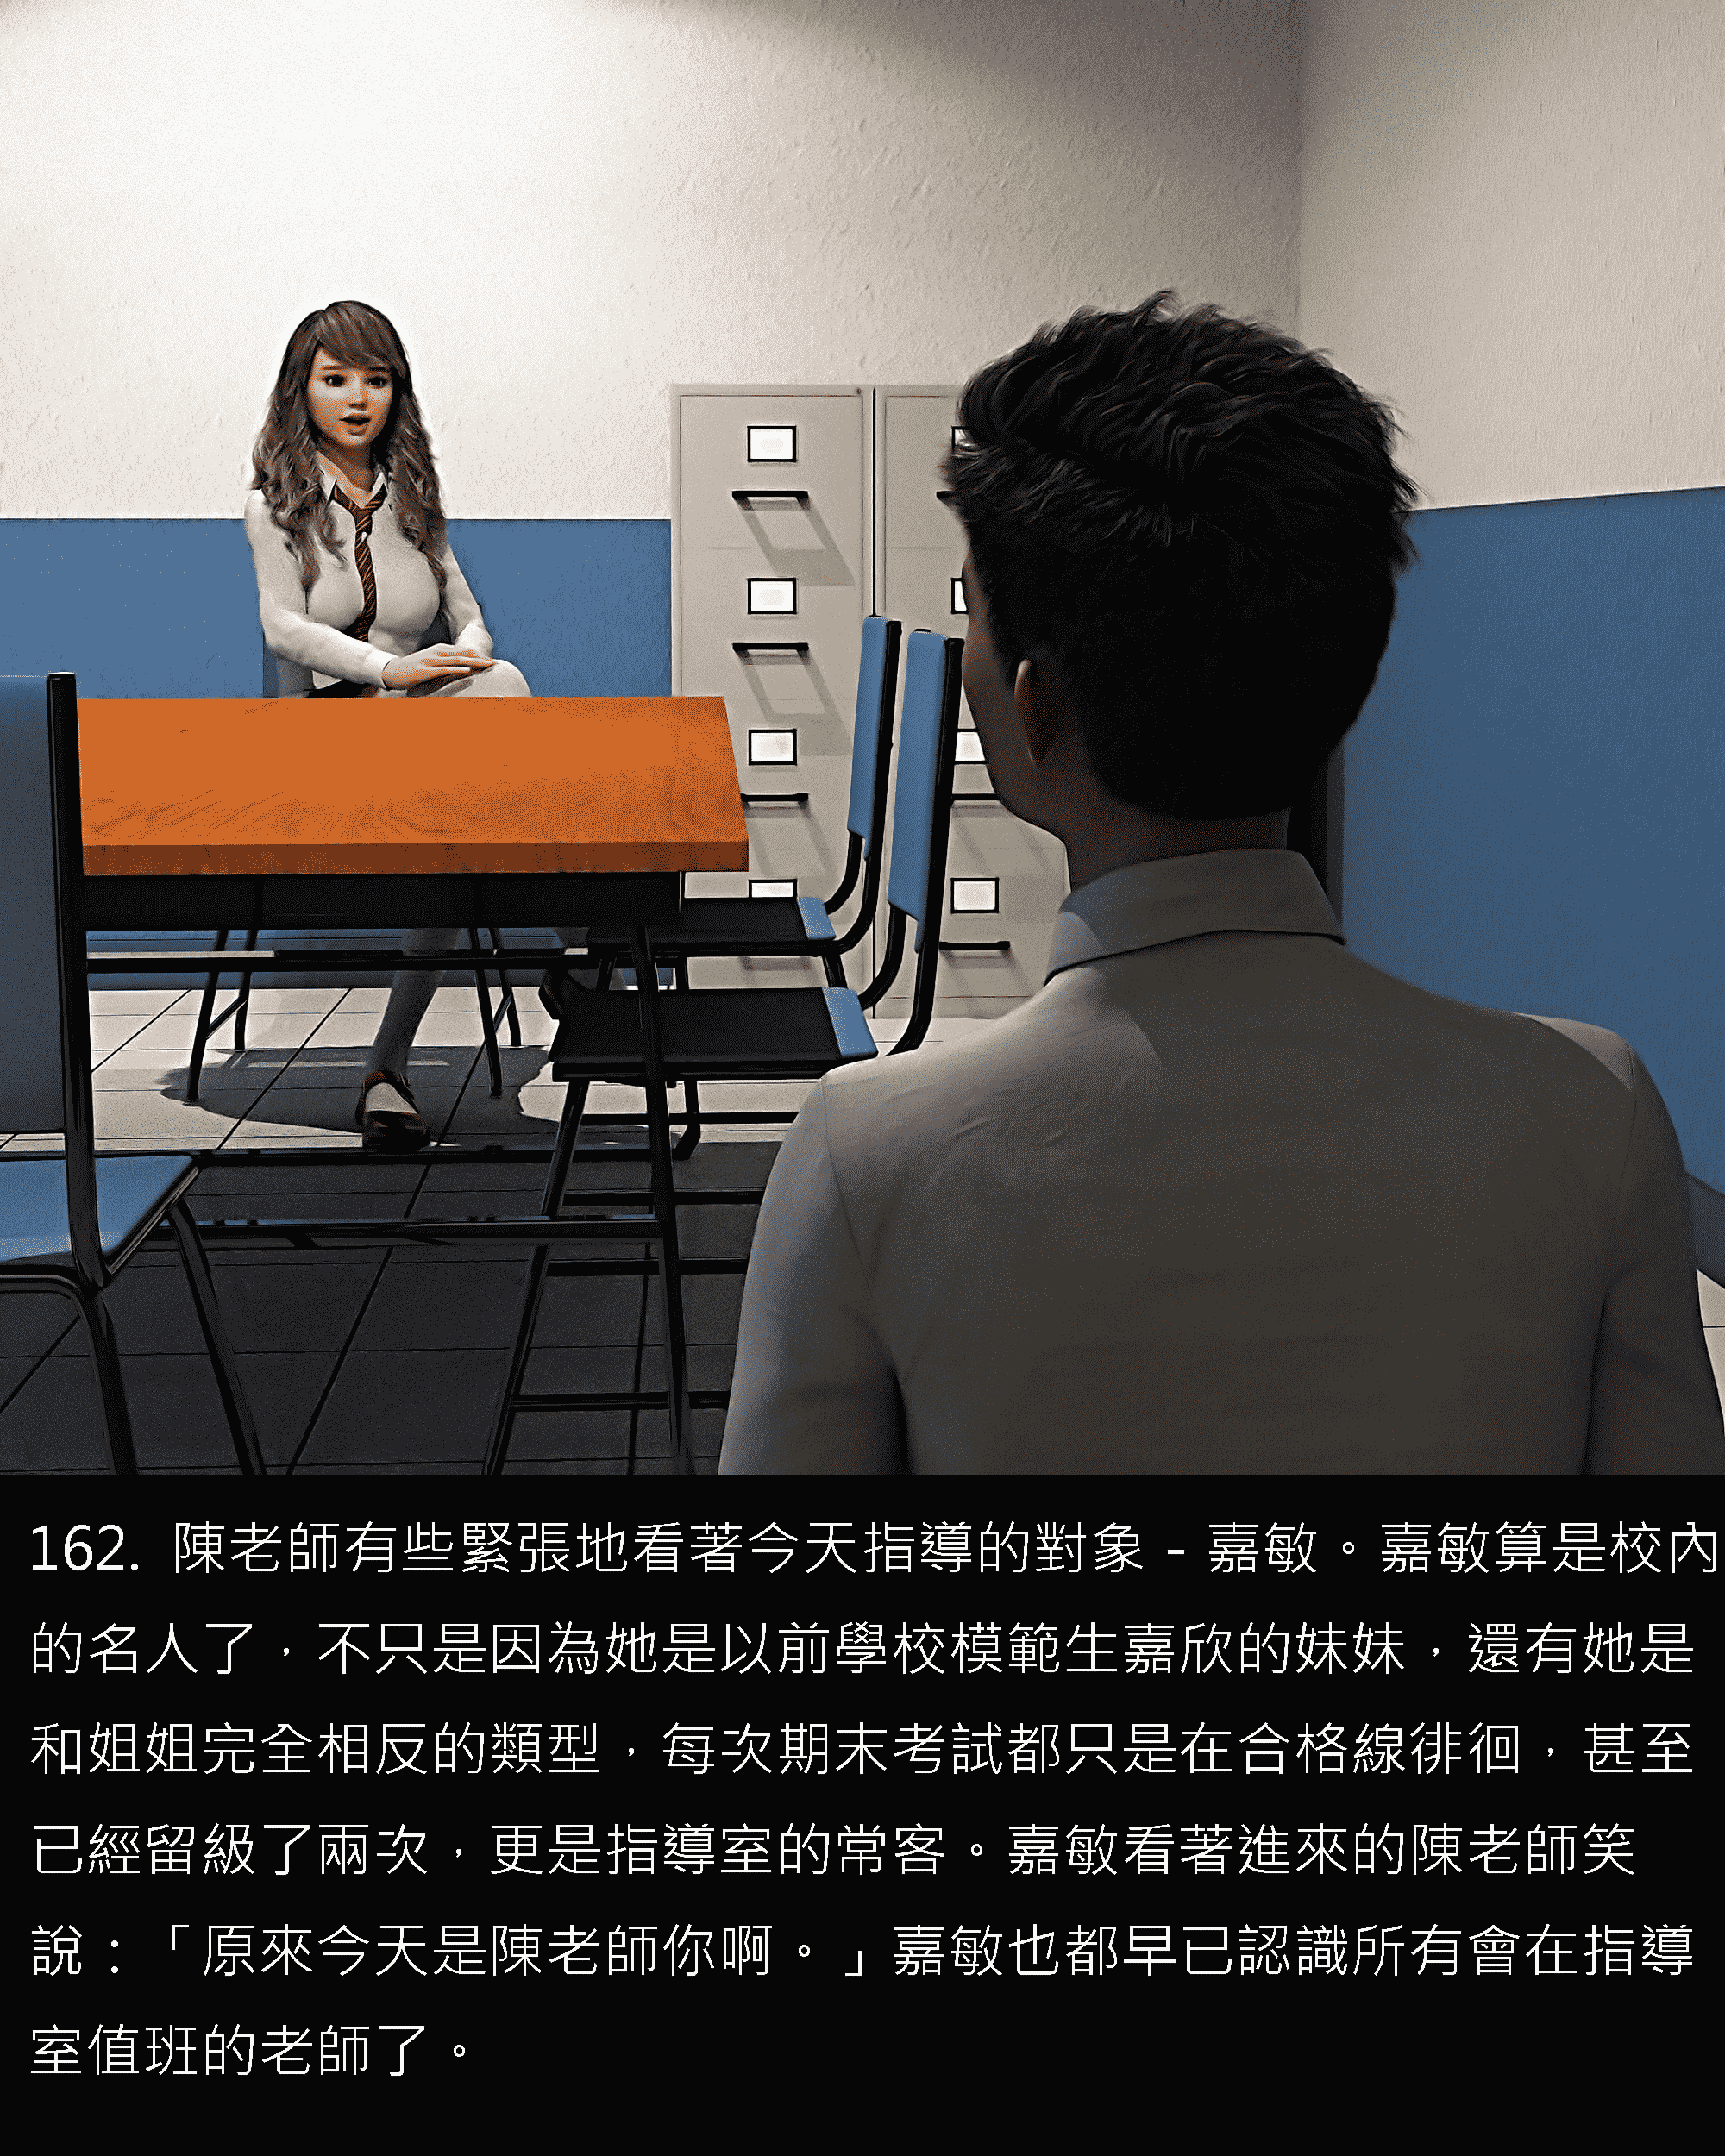 162. 陳老師有些緊張地看著今天指導的對象 - 嘉敏。嘉敏算是校內
的名人了，不只是因為她是以前學校模範生嘉欣的妹妹，還有她是
和姐姐完全相反的類型，每次期末考試都只是在合格線徘徊，甚至
已經留級了兩次，更是指導室的常客。嘉敏看著進來的陳老師笑
說：「原來今天是陳老師你啊。」嘉敏也都早已認識所有會在指導
室值班的老師了。